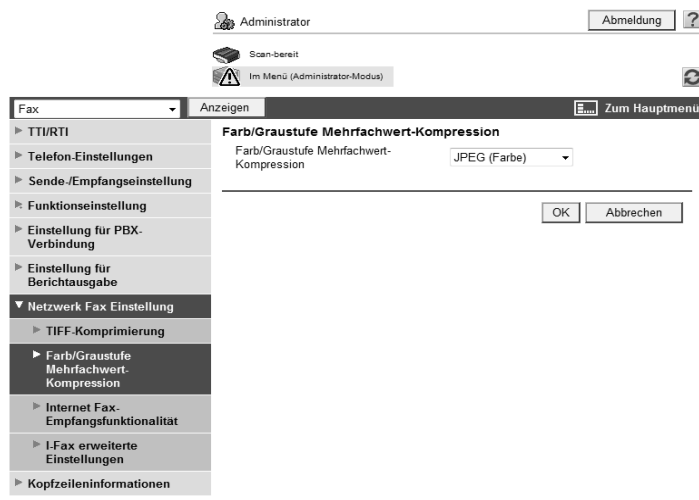 Administrator
Abmeldung
?
Scan-bereit
Im Menü (Administrator-Modus)
Fax
Anzeigen
Zum Hauptmenü
TTI/RTI
Telefon-Einstellungen
Sende-/Empfangseinstellung
Funktionseinstellung
Einstellung für PBX-
Verbindung
Einstellung für
Berichtausgabe
Netzwerk Fax Einstellung
TIFF-Komprimierung
Farb/Graustufe
Mehrfachwert-
Kompression
Internet Fax-
Empfangsfunktionalität
I-Fax erweiterte
Einstellungen
Kopfzeileninformationen
Farb/Graustufe Mehrfachwert-Kompression
Farb/Graustufe Mehrfachwert-
Kompression
JPEG (Farbe)
OK
Abbrechen